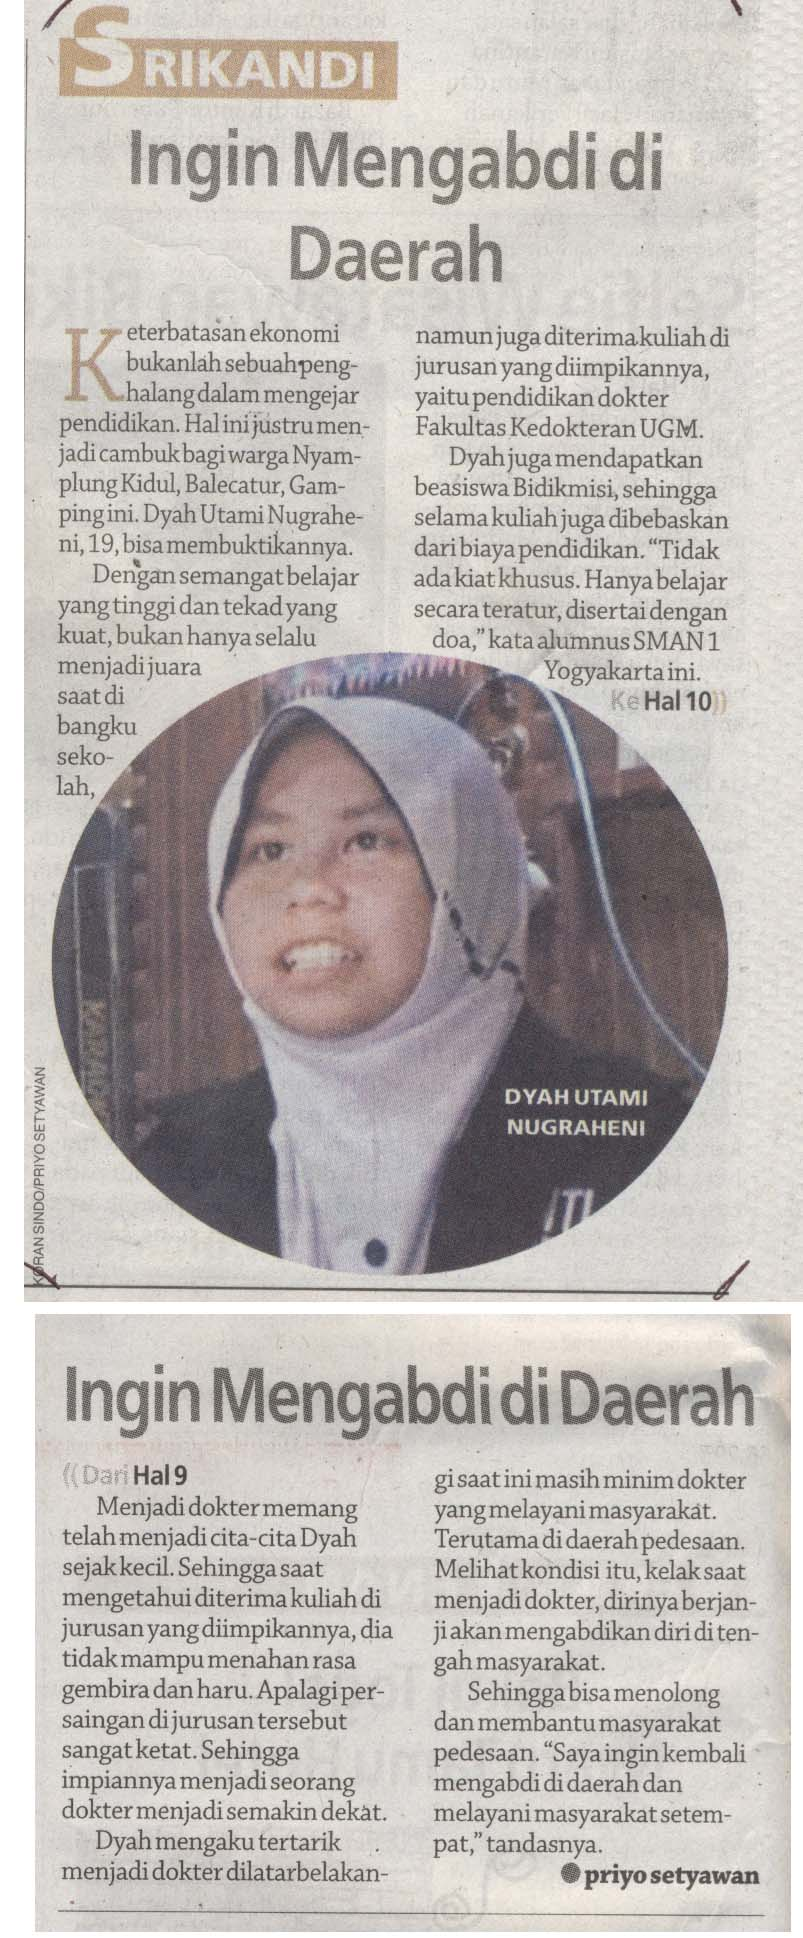 SRIKANDI
Ingin Mengabdi di
Daerah
Keterbatasan ekonomi
bukanlah sebuah peng-
halang dalam mengejar
pendidikan. Hal ini justru men-
jadi cambuk bagi warga Nyam-
plung Kidul, Balecatur, Gam-
ping ini. Dyah Utami Nugrahe-
ni, 19, bisa membuktikannya.
Dengan semangat belajar
yang tinggi dan tekad yang
kuat, bukan hanya selalu
menjadi juara
saat di
bangku
seko-
lah,
namun juga diterima kuliah di
jurusan yang diimpikannya,
yaitu pendidikan dokter
Fakultas Kedokteran UGM.
Dyah juga mendapatkan
beasiswa Bidikmisi, sehingga
selama kuliah juga dibebaskan
dari biaya pendidikan. “Tidak
ada kiat khusus. Hanya belajar
secara teratur, disertai dengan
doa,” kata alumnus SMAN 1
Yogyakarta ini.
Ke Hal 10))
DYAH UTAMI
NUGRAHENI
KORAN SINDO/PRIYO SETYAWAN
Ingin Mengabdi di Daerah
((Dari Hal 9
Menjadi dokter memang
telah menjadi cita-cita Dyah
sejak kecil. Sehingga saat
mengetahui diterima kuliah di
jurusan yang diimpikannya, dia
tidak mampu menahan rasa
gembira dan haru. Apalagi per-
saingan di jurusan tersebut
sangat ketat. Sehingga
impiannya menjadi seorang
dokter menjadi semakin dekat.
Dyah mengaku tertarik
menjadi dokter dilatarbelakan-
gi saat ini masih minim dokter
yang melayani masyarakat.
Terutama di daerah pedesaan.
Melihat kondisi itu, kelak saat
menjadi dokter, dirinya berjan-
ji akan mengabdikan diri di ten-
gah masyarakat.
Sehingga bisa menolong
dan membantu masyarakat
pedesaan. “Saya ingin kembali
mengabdi di daerah dan
melayani masyarakat setem-
pat,” tandasnya.
●priyo setyawan